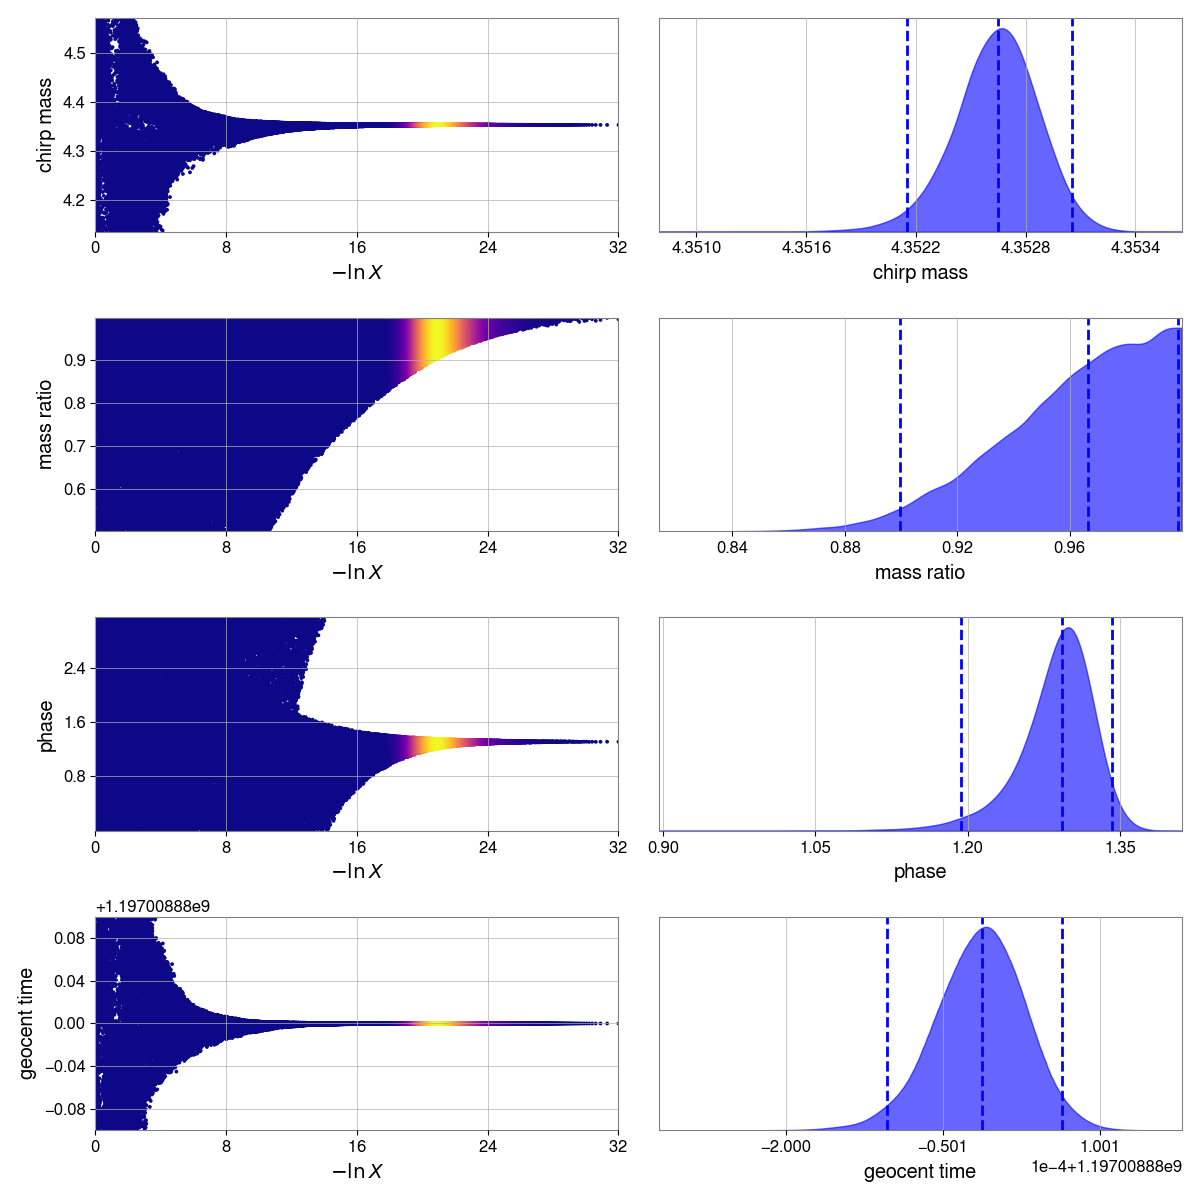 4.5
4.4
4.3
4.2
chirp mass
0 8 16 24 32
−ln X
4.3510 4.3516 4.3522 4.3528 4.3534
chirp mass
0.9
0.8
0.7
0.6
mass ratio
0 8 16 24 32
−ln X
0.84 0.88 0.92 0.96
mass ratio
2.4
1.6
0.8
phase
0 8 16 24 32
−ln X
0.90 1.05 1.20 1.35
phase
+1.19700888e9
0.08
0.04
0.00
−0.04
−0.08
geocent time
0 8 16 24 32
−ln X
−2.000 −0.501 1.001
1e−4+1.19700888e9
geocent time